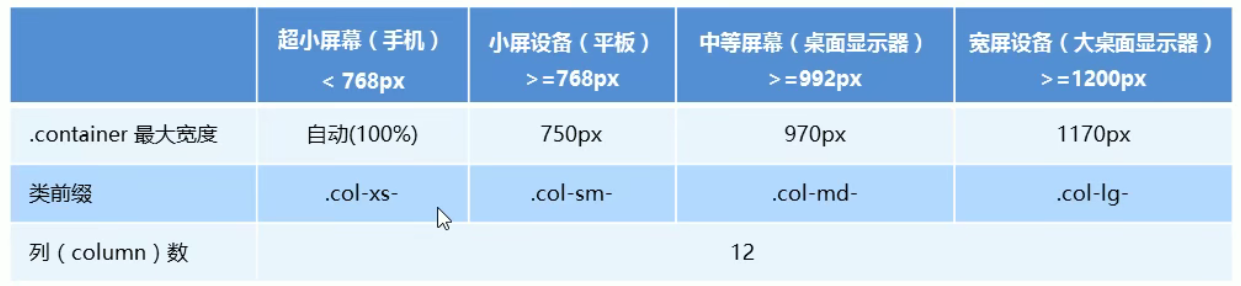 超小屏幕（手机） 小屏设备（平板） 中等屏幕（桌面显示器） 宽屏设备（大桌面显示器）
< 768px >=768px >=992px >=1200px
.container 最大宽度 自动(100%) 750px 970px 1170px
类前缀 .col-xs- .col-sm- .col-md- .col-lg-
列（column）数 12